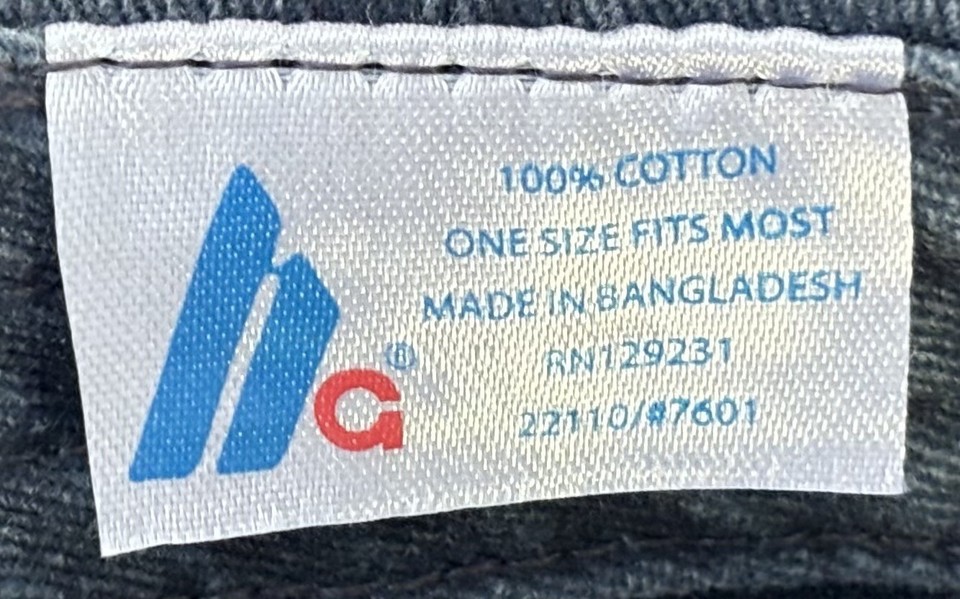 100% COTTON
ONE SIZE FITS MOST
MADE IN BANGLADESH
RN129231
22110/#7601
G®